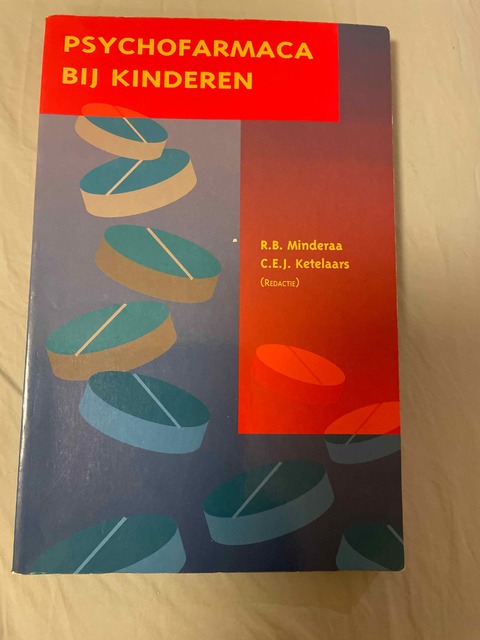 PSYCHOFARMACA
BIJ KINDEREN
R.B. Minderaa
C.E.J. Ketelaars
(REDACTIE)